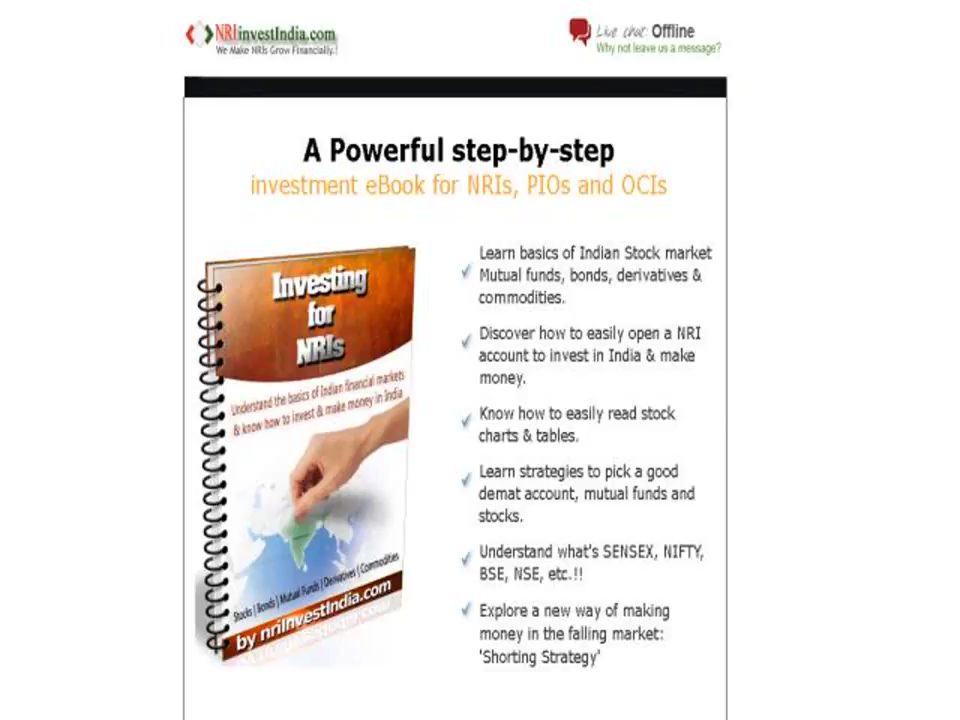 NRIinvestIndia.com
We Make NRIs Grow Financially.!
Live chat: Offline
Why not leave us a message?
A Powerful step-by-step
investment eBook for NRIs, PIOs and OCIs
Investing
for
NRIs
Understand the basics of Indian financial markets
& know how to invest & make money in India
Stocks | Bonds | Mutual Funds | Derivatives | Commodities
by nriInvestIndia.com
Learn basics of Indian Stock market
Mutual funds, bonds, derivatives &
commodities.
Discover how to easily open a NRI
account to invest in India & make
money.
Know how to easily read stock
charts & tables.
Learn strategies to pick a good
demat account, mutual funds and
stocks.
Understand what's SENSEX, NIFTY,
BSE, NSE, etc.!!
Explore a new way of making
money in the falling market:
'Shorting Strategy'